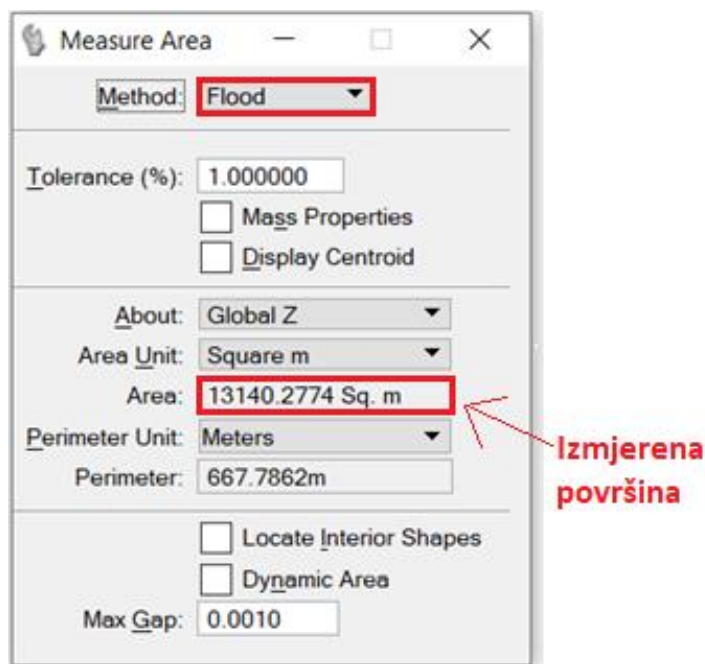 Measure Area
Method: Flood
Tolerance (%): 1.000000
Mass Properties
Display Centroid
About: Global Z
Area Unit: Square m
Area: 13140.2774 Sq. m
Perimeter Unit: Meters
Perimeter: 667.7862m
Izmjerena
površina
Locate Interior Shapes
Dynamic Area
Max Gap: 0.0010